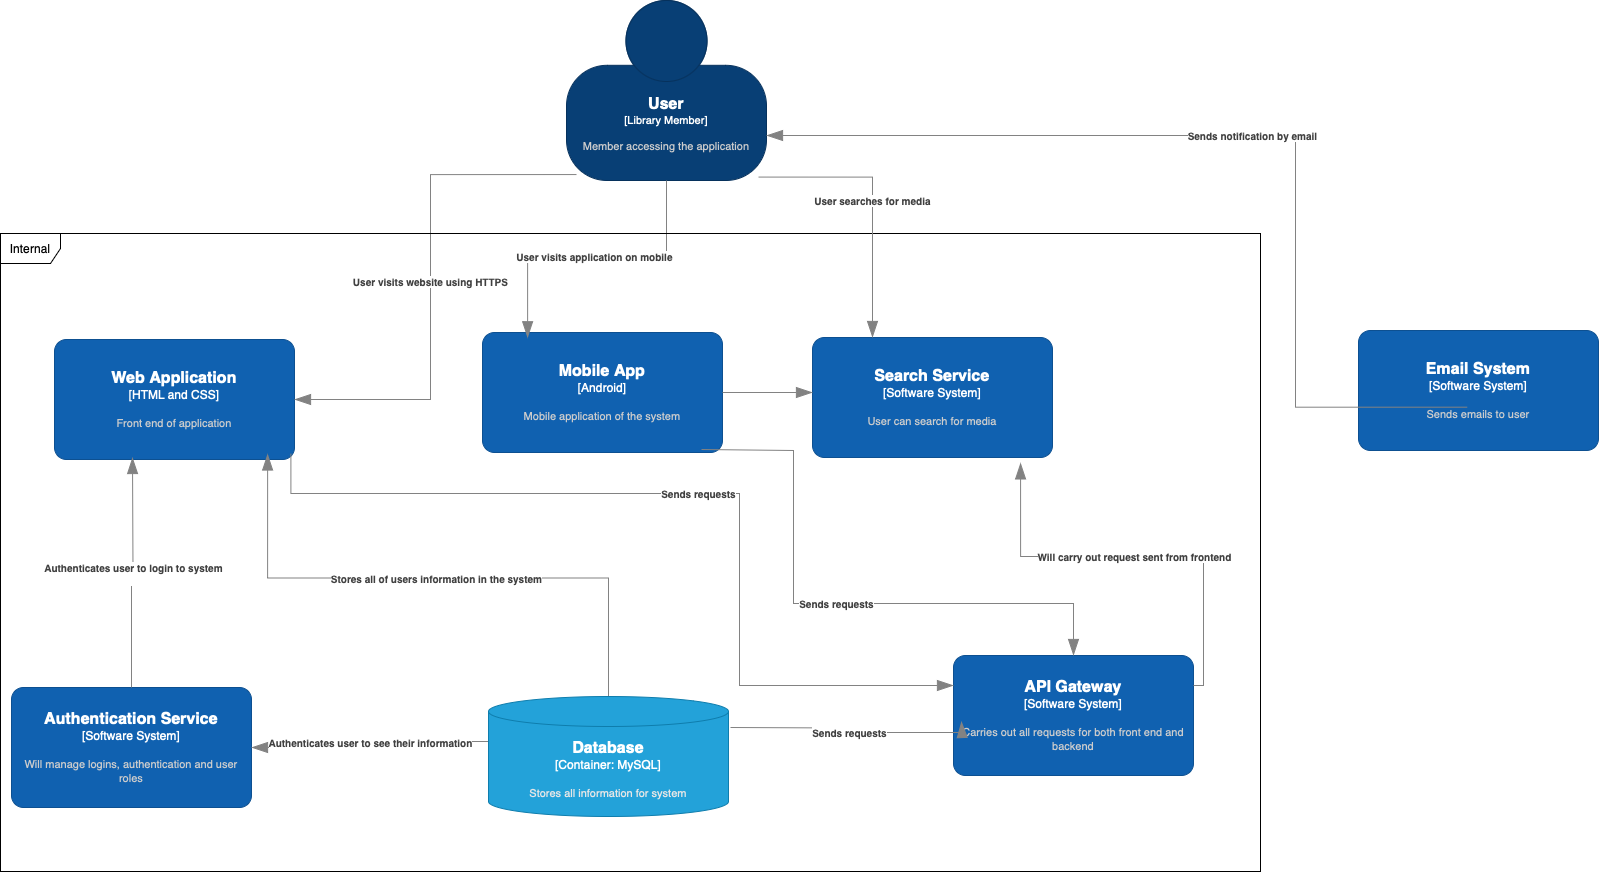 User
[Library Member]
Member accessing the application
Sends notification by email
User searches for media
Internal
User visits application on mobile
User visits website using HTTPS
Web Application
[HTML and CSS]
Front end of application
Mobile App
[Android]
Mobile application of the system
Search Service
[Software System]
User can search for media
Email System
[Software System]
Sends emails to user
Sends requests
Will carry out request sent from frontend
Authenticates user to login to system
Stores all of users information in the system
Sends requests
Authentication Service
[Software System]
Will manage logins, authentication and user
roles
Authenticates user to see their information
Database
[Container: MySQL]
Stores all information for system
Sends requests
API Gateway
[Software System]
Carries out all requests for both front end and
backend